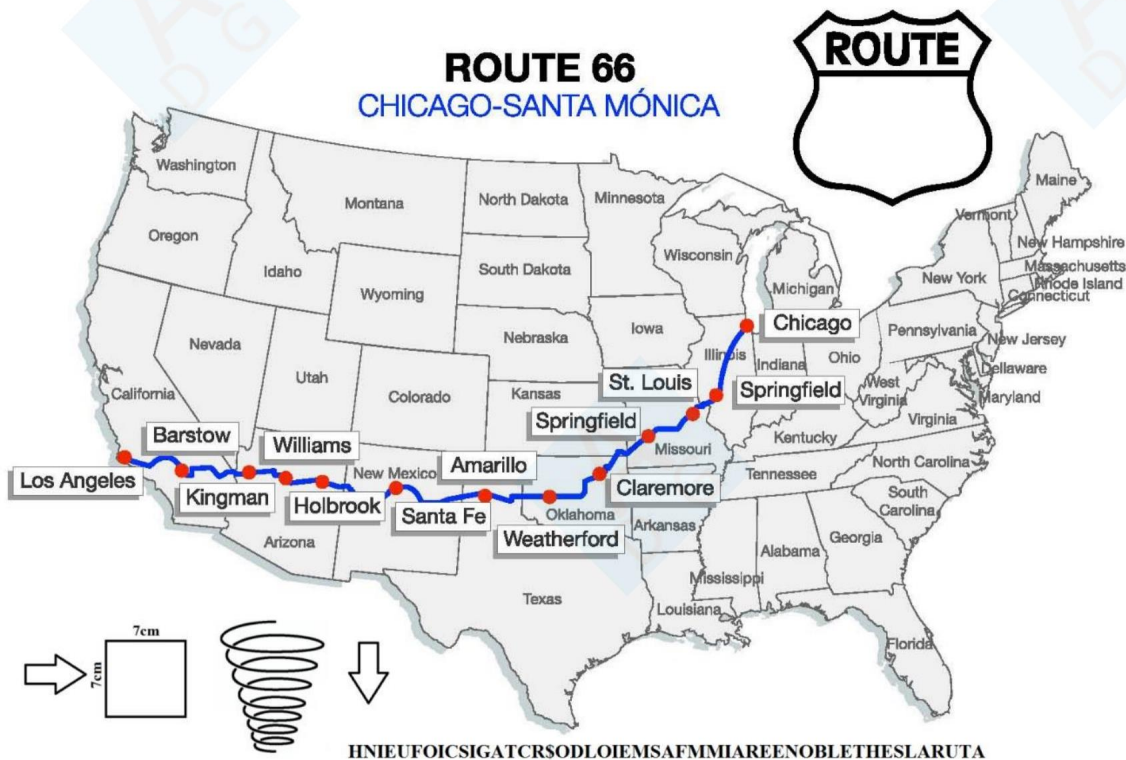 ROUTE
ROUTE 66
CHICAGO-SANTA MÓNICA
Washington
Montana
North Dakota
Minnesota
Maine
Vermont
Oregon
Idaho
South Dakota
Wisconsin
Michigan
New York
New Hampshire
Massachusetts
Rhode Island
Connecticut
Wyoming
Nebraska
Iowa
Chicago
Pennsylvania
New Jersey
Nevada
Utah
Colorado
Kansas
Illinois
Indiana
Ohio
Delaware
Maryland
California
St. Louis
Springfield
West
Virginia
Virginia
Springfield
Missouri
Kentucky
Barstow
Williams
New Mexico
Amarillo
Tennessee
North Carolina
Los Angeles
Kingman
Holbrook
Santa Fe
Claremore
South
Carolina
Arizona
Oklahoma
Weatherford
Arkansas
Georgia
Alabama
Mississippi
Texas
Louisiana
Florida
7cm
7cm
HNIEUFOICSIGATCR$ODLOIEMSAFMMIAREENOBLETHESLARUTA
A
D
G
A
D
G
A
D